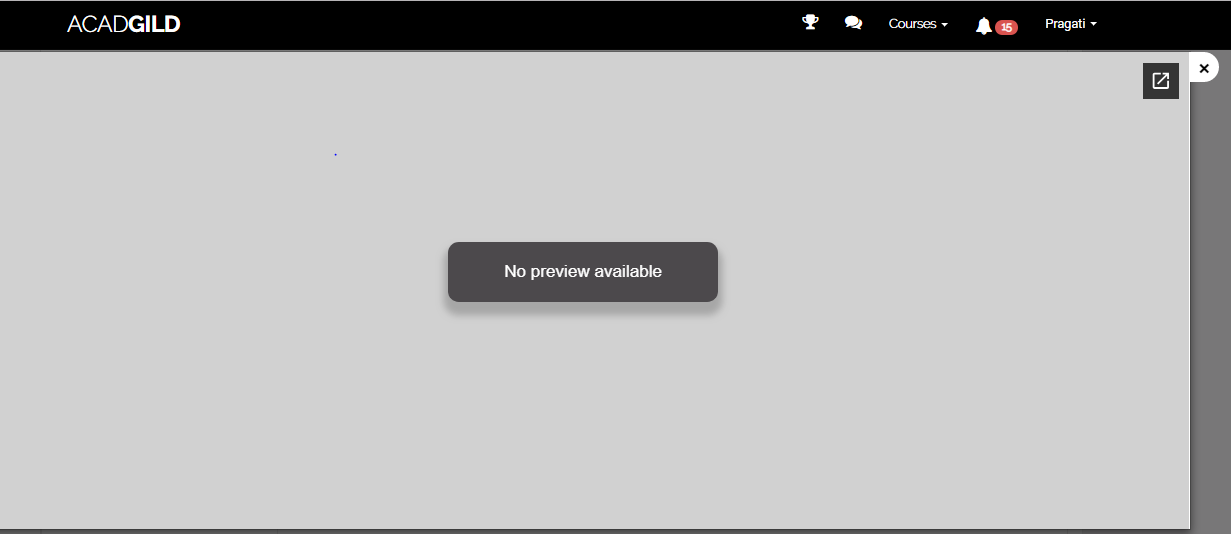 ACADGILD
Courses
15
Pragati
No preview available